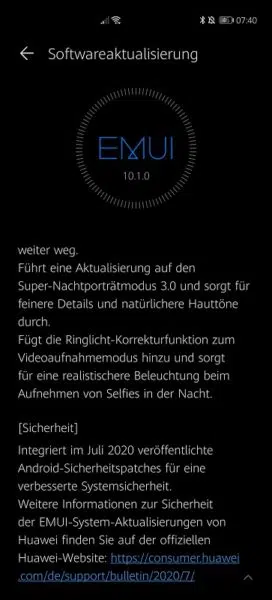 07:40
Softwareaktualisierung
EMUI
10.1.0
weiter weg.
Führt eine Aktualisierung auf den
Super-Nachtporträtmodus 3.0 und sorgt für
feinere Details und natürlichere Hauttöne
durch.
Fügt die Ringlicht-Korrekturfunktion zum
Videoaufnahmemodus hinzu und sorgt
für eine realistischere Beleuchtung beim
Aufnehmen von Selfies in der Nacht.
[Sicherheit]
Integriert im Juli 2020 veröffentlichte
Android-Sicherheitspatches für eine
verbesserte Systemsicherheit.
Weitere Informationen zur Sicherheit
der EMUI-System-Aktualisierungen von
Huawei finden Sie auf der offiziellen
Huawei-Website: https://consumer.huawei
.com/de/support/bulletin/2020/7/